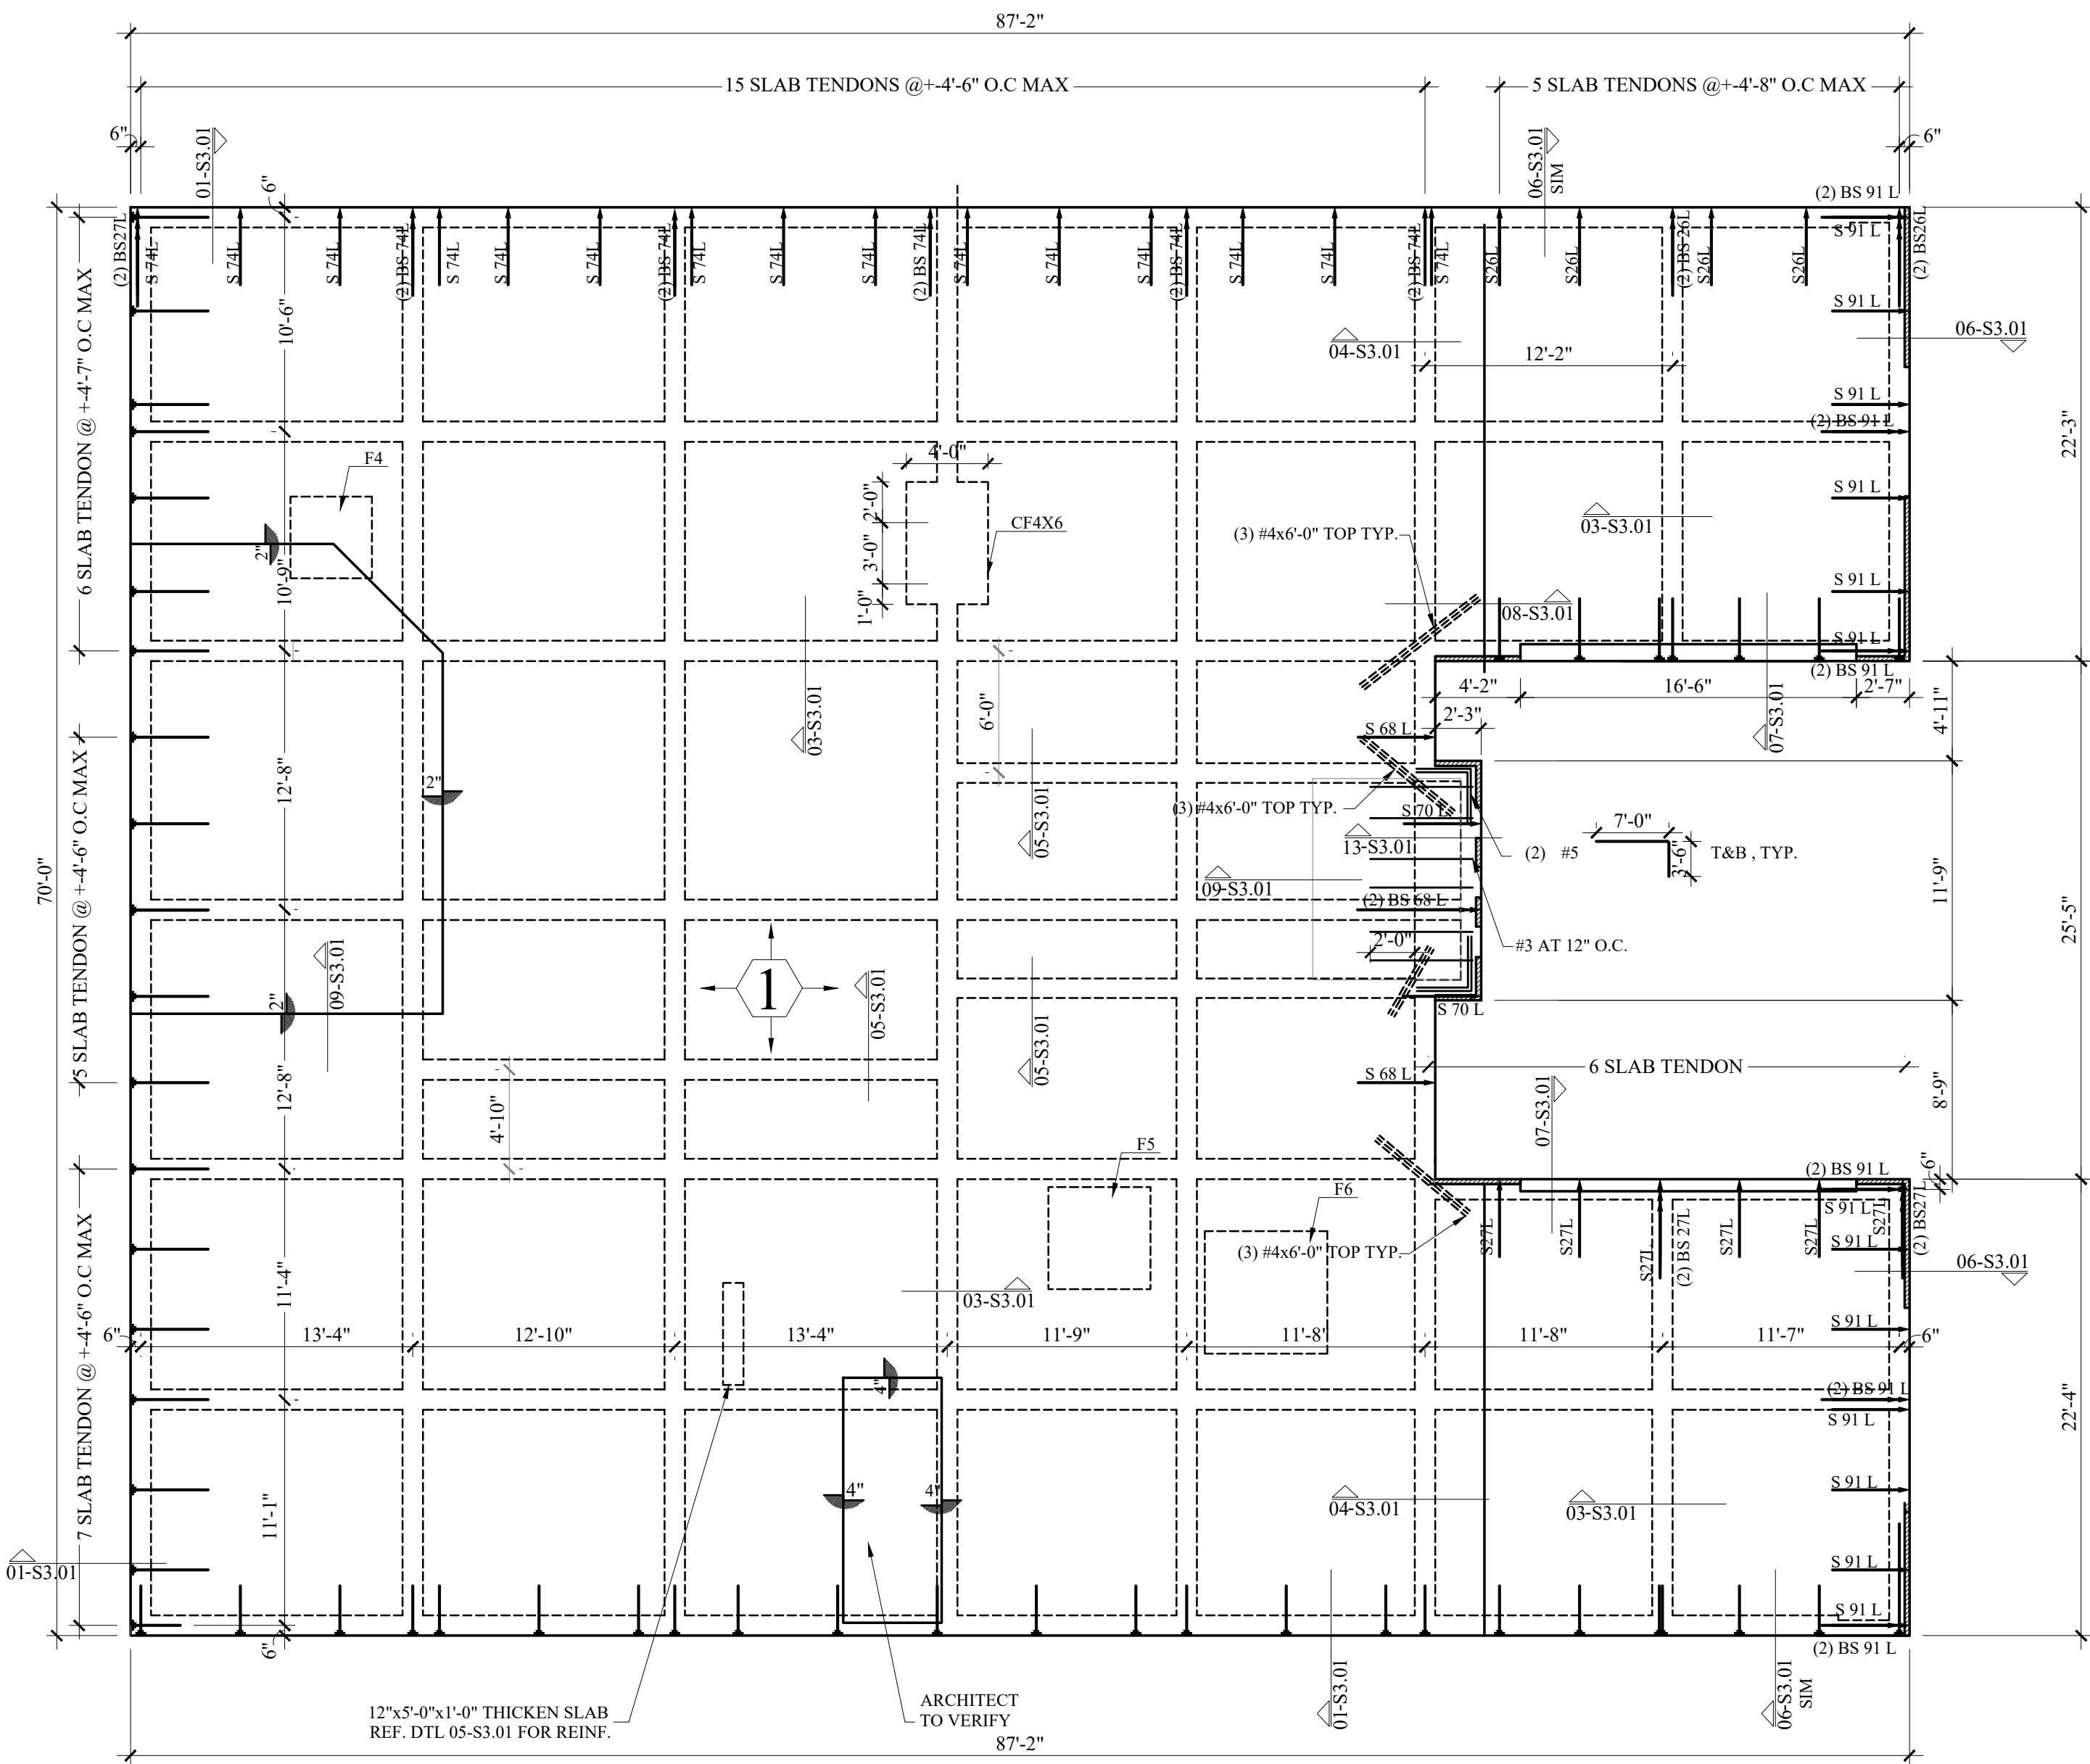 87'-2"
15 SLAB TENDONS @+-4'-6" O.C MAX
5 SLAB TENDONS @+-4'-8" O.C MAX
6"
01-S3.01
6"
06-S3.01
SIM
6"
(2) BS 91 L
(2) BS27L
S 74L
S 74L
S 74L
(2) BS 74L
S 74L
S 74L
S 74L
(2) BS 74L
S 74L
S 74L
S 74L
(2) BS 74L
S 74L
S 74L
S 74L
(2) BS 74L
S 74L
S 74L
(2) BS 74L
S 74L
S26L
S26L
(2) BS 26L
S26L
S26L
S 91 L
(2) BS26L
6 SLAB TENDON @ +-4'-7" O.C MAX
10'-6"
S 91 L
06-S3.01
04-S3.01
12'-2"
S 91 L
(2) BS 91 L
22'-3"
F4
4'-0"
2'-0"
CF4X6
3'-0"
1'-0"
(3) #4x6'-0" TOP TYP.
03-S3.01
S 91 L
2"
10'-9"
S 91 L
08-S3.01
S 91 L
(2) BS 91 L
4'-2"
16'-6"
2'-7"
2'-3"
07-S3.01
4'-11"
6'-0"
03-S3.01
S 68 L
5 SLAB TENDON @ +-4'-6" O.C MAX
12'-8"
2"
(3) #4x6'-0" TOP TYP.
S 70 L
05-S3.01
13-S3.01
(2) #5
7'-0"
3'-6"
T&B , TYP.
09-S3.01
11'-9"
70'-0"
(2) BS 68 L
25'-5"
2'-0"
#3 AT 12" O.C.
09-S3.01
2"
1
05-S3.01
S 70 L
05-S3.01
6 SLAB TENDON
12'-8"
4'-10"
S 68 L
07-S3.01
8'-9"
F5
(2) BS 91 L
6"
F6
S 91 L
7 SLAB TENDON @ +-4'-6" O.C MAX
11'-4"
(3) #4x6'-0" TOP TYP.
S27L
S27L
S27L
(2) BS 27L
S27L
S27L
S27L
(2) BS27L
S 91 L
06-S3.01
03-S3.01
6"
13'-4"
12'-10"
13'-4"
11'-9"
11'-8'
11'-8"
11'-7"
S 91 L
6"
4"
(2) BS 91 L
S 91 L
22'-4"
11'-1"
4"
4"
04-S3.01
03-S3.01
S 91 L
01-S3.01
S 91 L
S 91 L
6"
(2) BS 91 L
12"x5'-0"x1'-0" THICKEN SLAB
REF. DTL 05-S3.01 FOR REINF.
ARCHITECT
TO VERIFY
01-S3.01
06-S3.01
SIM
87'-2"